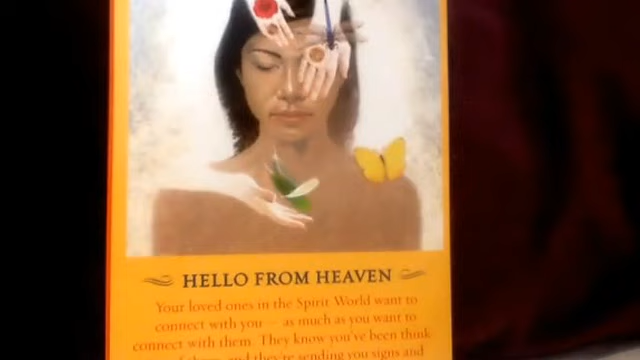 HELLO FROM HEAVEN
Your loved ones in the Spirit World want to
connect with you — as much as you want to
connect with them. They know you've been think
and they're sending you signs and